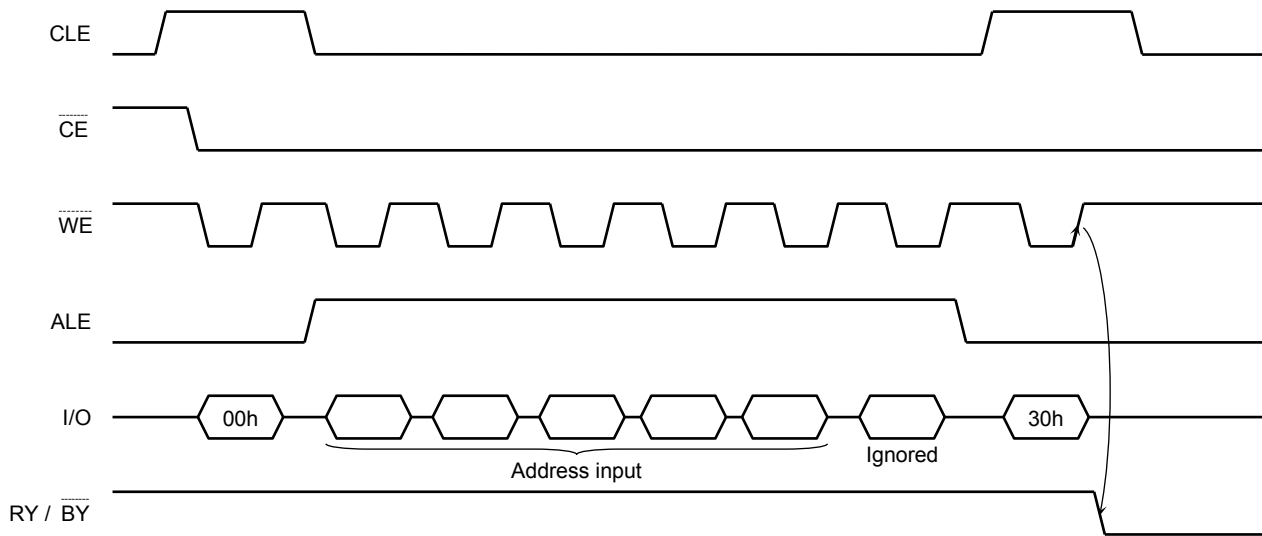 CLE
CE
WE
ALE
I/O
00h
30h
Ignored
Address input
RY / BY